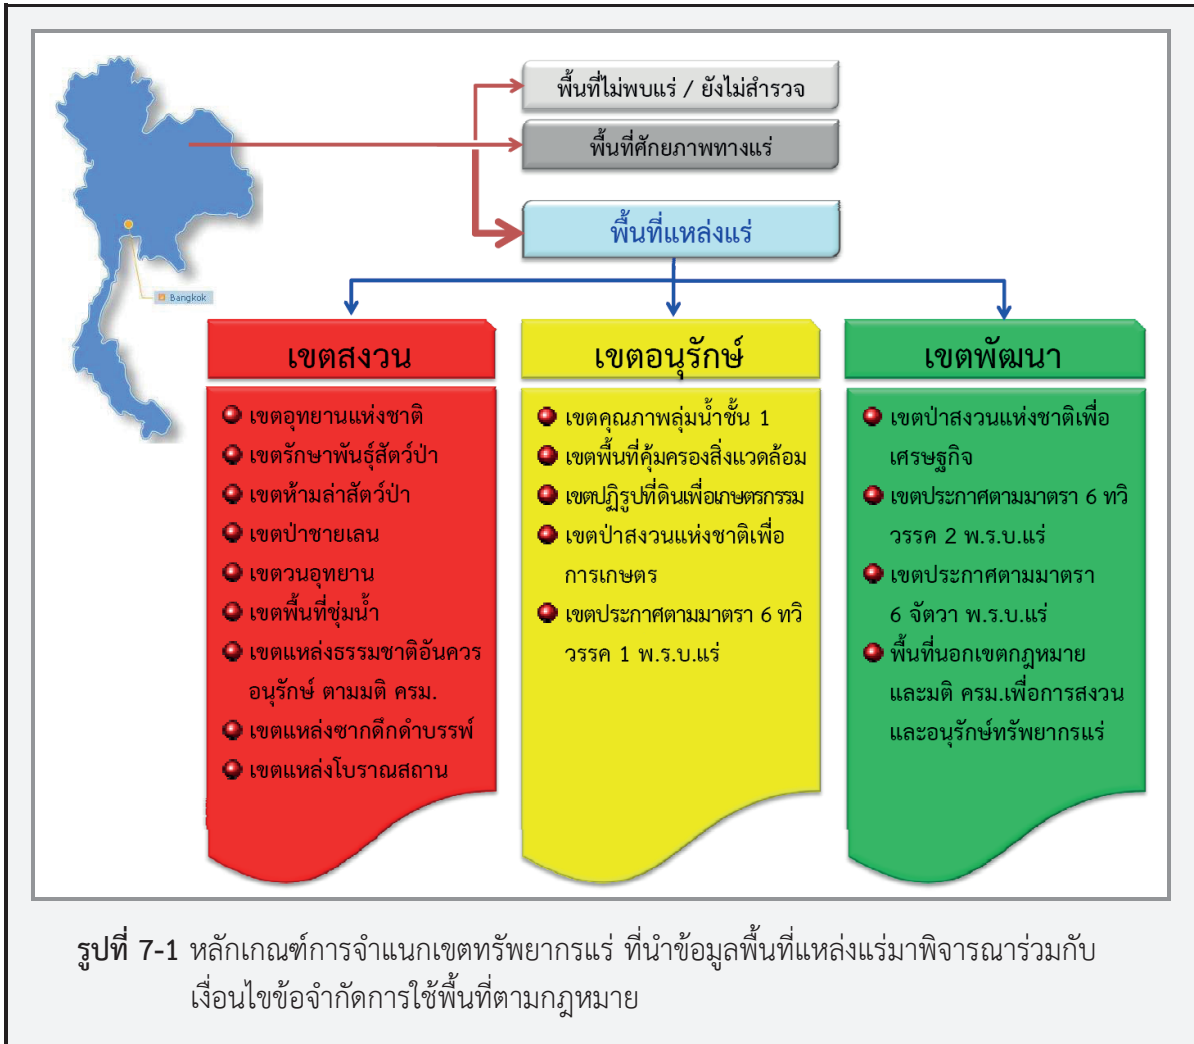 พื้นที่ไม่พบแร่ / ยังไม่สำรวจ
พื้นที่ศักยภาพทางแร่
พื้นที่แหล่งแร่
Bangkok
เขตสงวน
เขตอุทยานแห่งชาติ
เขตรักษาพันธุ์สัตว์ป่า
เขตห้ามล่าสัตว์ป่า
เขตป่าชายเลน
เขตวนอุทยาน
เขตพื้นที่ชุ่มน้ำ
เขตแหล่งธรรมชาติอันควร
อนุรักษ์ ตามมติ ครม.
เขตแหล่งซากดึกดำบรรพ์
เขตแหล่งโบราณสถาน
เขตอนุรักษ์
เขตคุณภาพลุ่มน้ำชั้น 1
เขตพื้นที่คุ้มครองสิ่งแวดล้อม
เขตปฏิรูปที่ดินเพื่อเกษตรกรรม
เขตป่าสงวนแห่งชาติเพื่อ
การเกษตร
เขตประกาศตามมาตรา 6 ทวิ
วรรค 1 พ.ร.บ.แร่
เขตพัฒนา
เขตป่าสงวนแห่งชาติเพื่อ
เศรษฐกิจ
เขตประกาศตามมาตรา 6 ทวิ
วรรค 2 พ.ร.บ.แร่
เขตประกาศตามมาตรา
6 จัตวา พ.ร.บ.แร่
พื้นที่นอกเขตกฎหมาย
และมติ ครม.เพื่อการสงวน
และอนุรักษ์ทรัพยากรแร่
รูปที่ 7-1 หลักเกณฑ์การจำแนกเขตทรัพยากรแร่ ที่นำข้อมูลพื้นที่แหล่งแร่มาพิจารณาร่วมกับ
เงื่อนไขข้อจำกัดการใช้พื้นที่ตามกฎหมาย